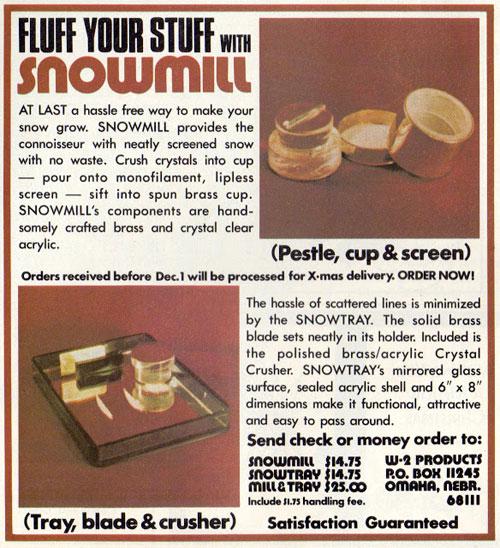 FLUFF YOUR STUFF WITH
SNOWMILL
AT LAST a hassle free way to make your
snow grow. SNOWMILL provides the
connoisseur with neatly screened snow
with no waste. Crush crystals into cup
— pour onto monofilament, lipless
screen — sift into spun brass cup.
SNOWMILL's components are hand-
somely crafted brass and crystal clear
acrylic.
(Pestle, cup & screen)
Orders received before Dec.1 will be processed for X-mas delivery. ORDER NOW!
The hassle of scattered lines is minimized
by the SNOWTRAY. The solid brass
blade sets neatly in its holder. Included is
the polished brass/acrylic Crystal
Crusher. SNOWTRAY's mirrored glass
surface, sealed acrylic shell and 6" x 8"
dimensions make it functional, attractive
and easy to pass around.
Send check or money order to:
SNOWMILL $14.75
SNOWTRAY $14.75
MILL & TRAY $25.00
Include $1.75 handling fee.
W-2 PRODUCTS
P.O. BOX 11245
OMAHA, NEBR.
68111
(Tray, blade & crusher)
Satisfaction Guaranteed